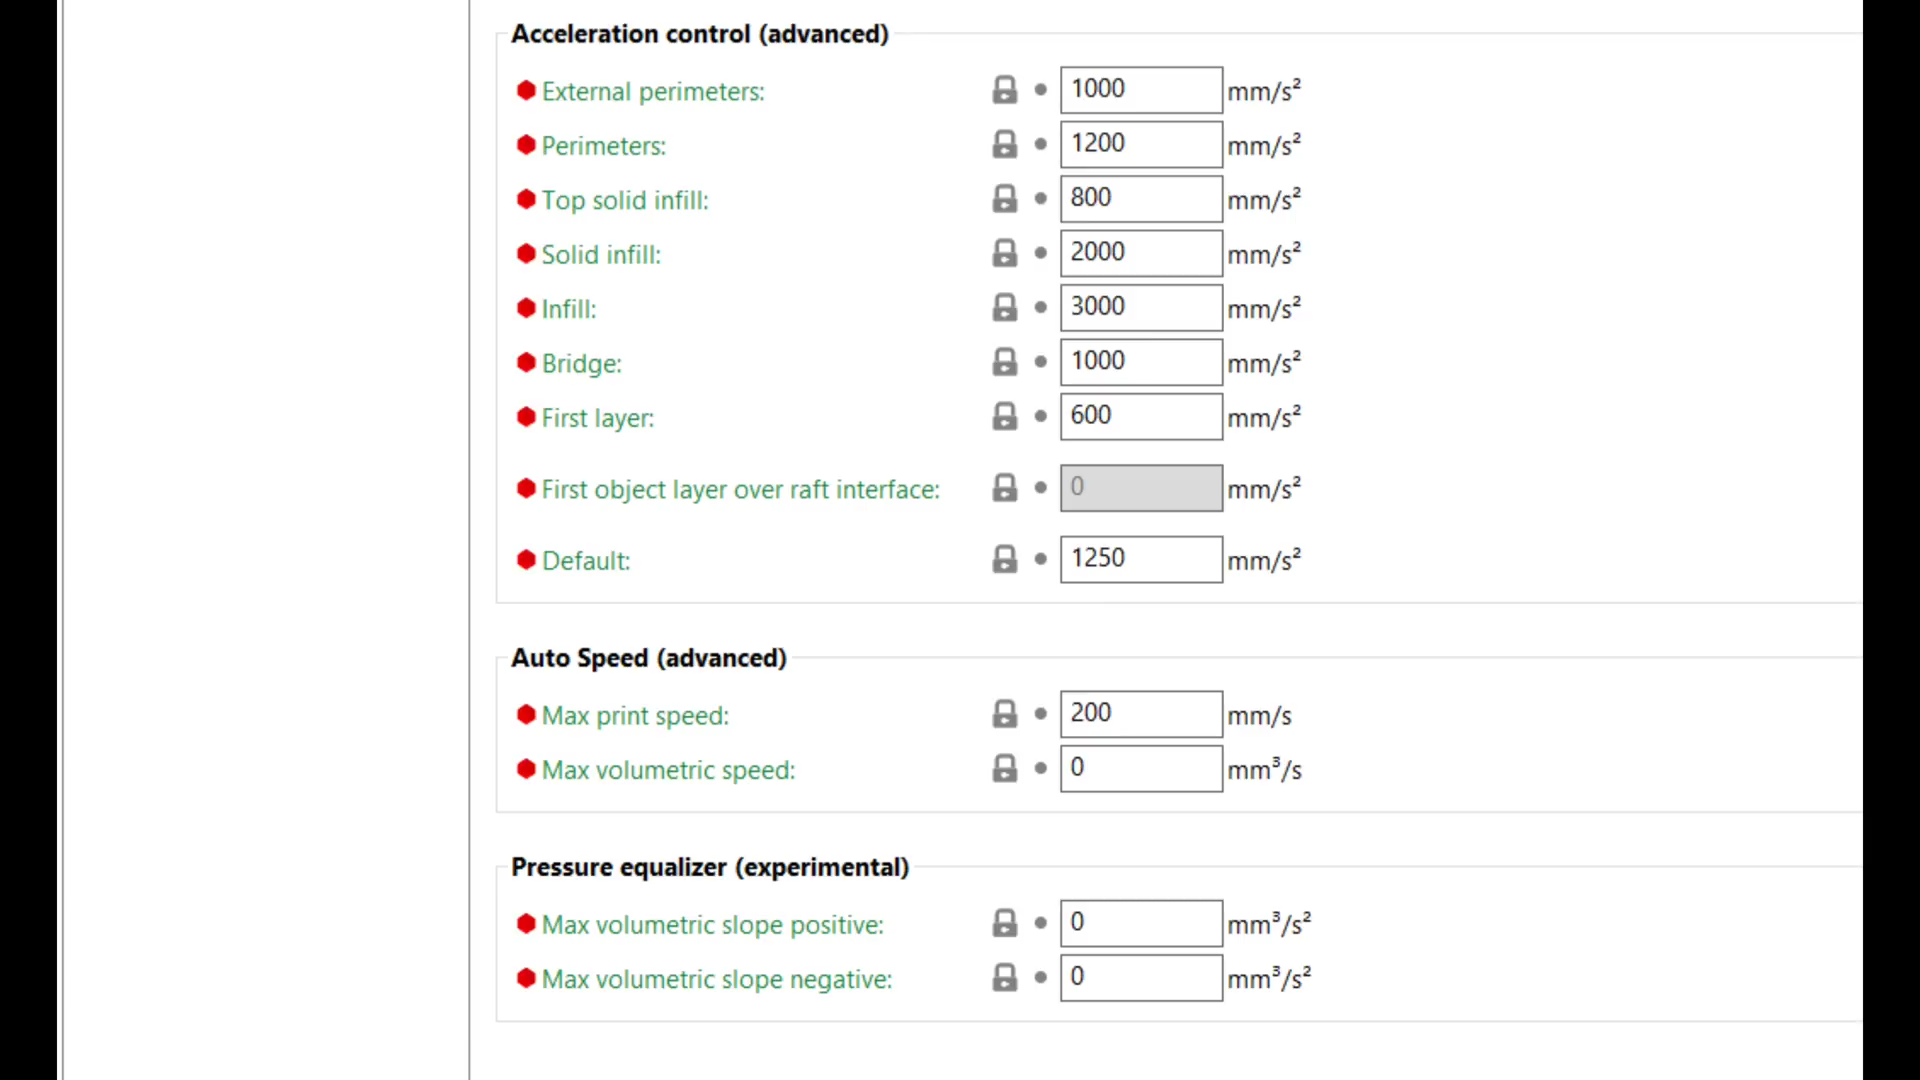 Acceleration control (advanced)
External perimeters: 1000 mm/s²
Perimeters: 1200 mm/s²
Top solid infill: 800 mm/s²
Solid infill: 2000 mm/s²
Infill: 3000 mm/s²
Bridge: 1000 mm/s²
First layer: 600 mm/s²
First object layer over raft interface: 0 mm/s²
Default: 1250 mm/s²
Auto Speed (advanced)
Max print speed: 200 mm/s
Max volumetric speed: 0 mm³/s
Pressure equalizer (experimental)
Max volumetric slope positive: 0 mm³/s²
Max volumetric slope negative: 0 mm³/s²